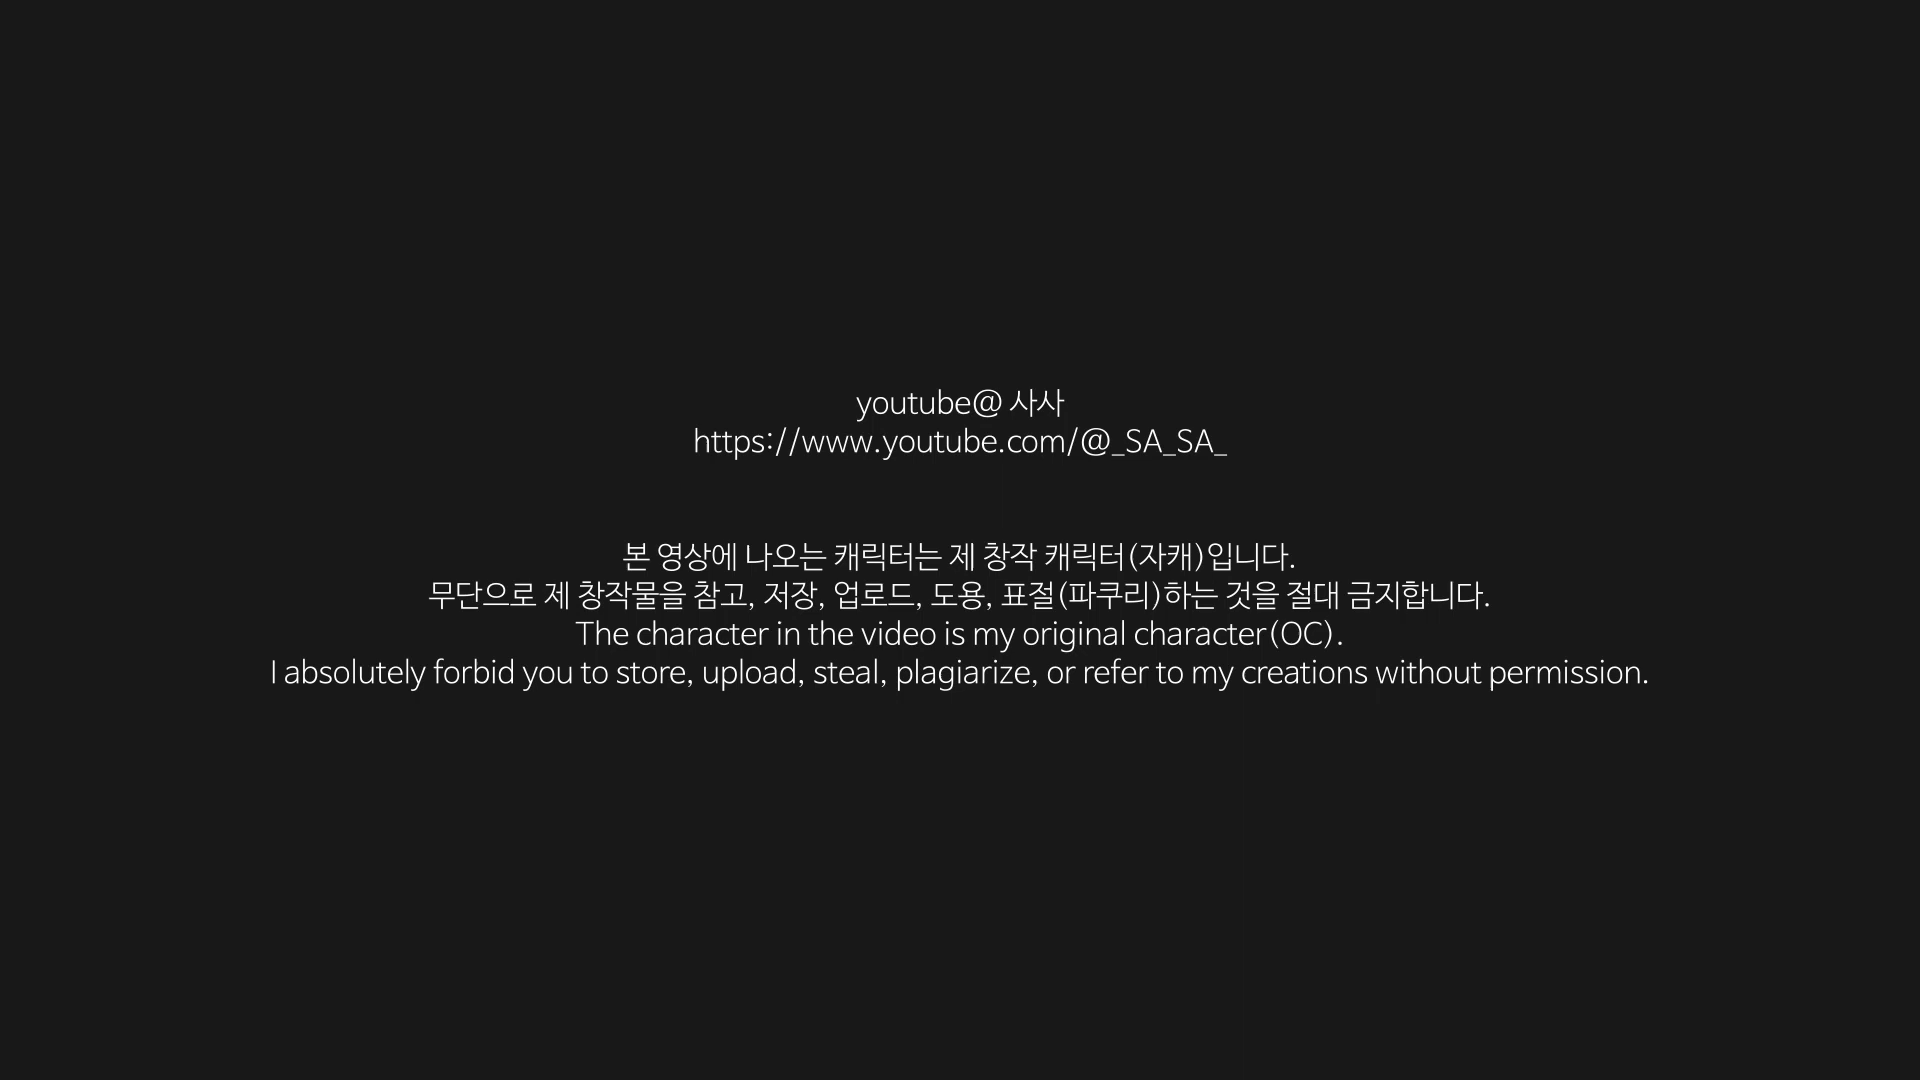 youtube@ 사사
https://www.youtube.com/@_SA_SA_
본 영상에 나오는 캐릭터는 제 창작 캐릭터(자캐)입니다.
무단으로 제 창작물을 참고, 저장, 업로드, 도용, 표절(파쿠리)하는 것을 절대 금지합니다.
The character in the video is my original character(OC).
I absolutely forbid you to store, upload, steal, plagiarize, or refer to my creations without permission.